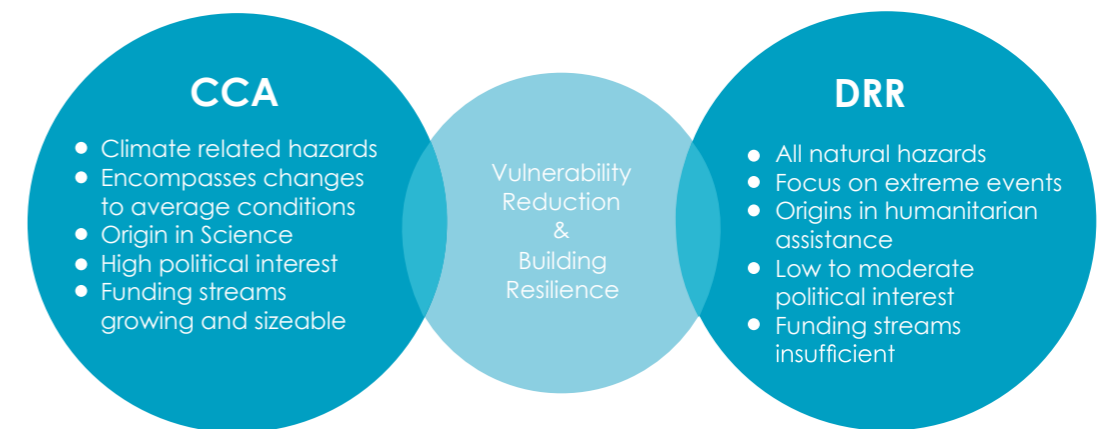 CCA
● Climate related hazards
● Encompasses changes
to average conditions
● Origin in Science
● High political interest
● Funding streams
growing and sizeable
Vulnerability
Reduction
&
Building
Resilience
DRR
● All natural hazards
● Focus on extreme events
● Origins in humanitarian
assistance
● Low to moderate
political interest
● Funding streams
insufficient